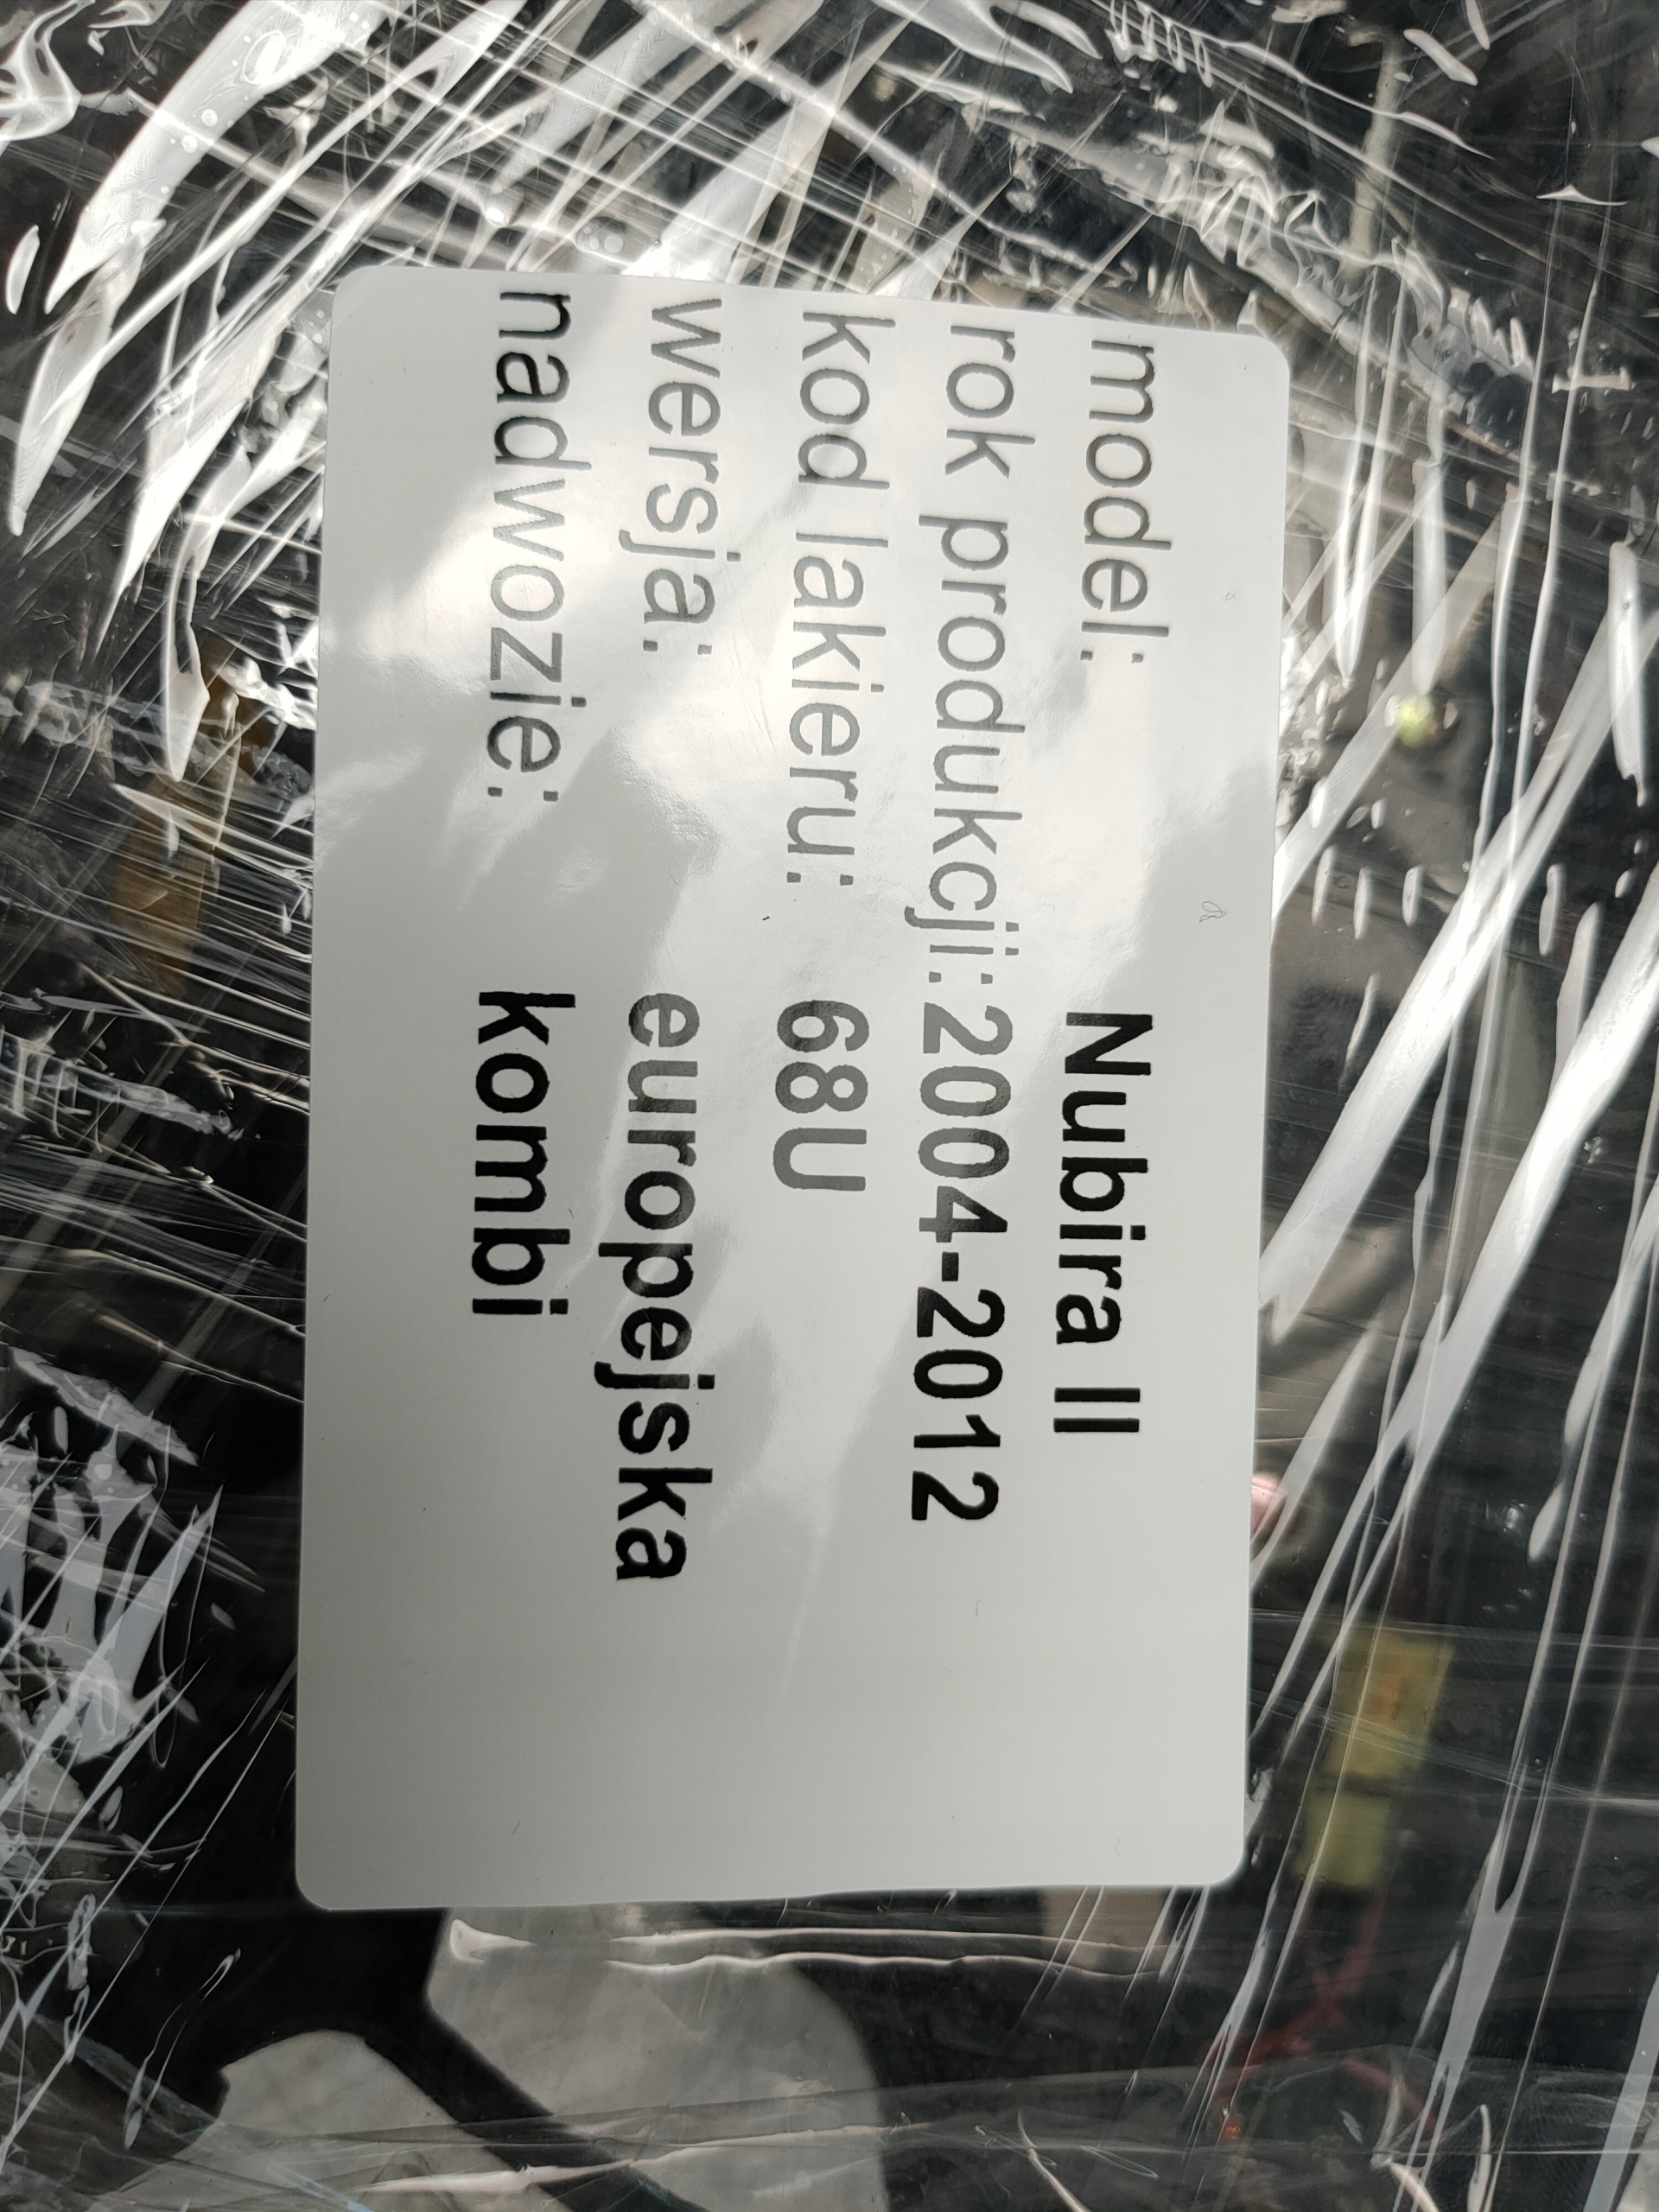 model: Nubira II
rok produkcji: 2004-2012
kod lakieru: 68U
wersja: europejska
nadwozie: kombi